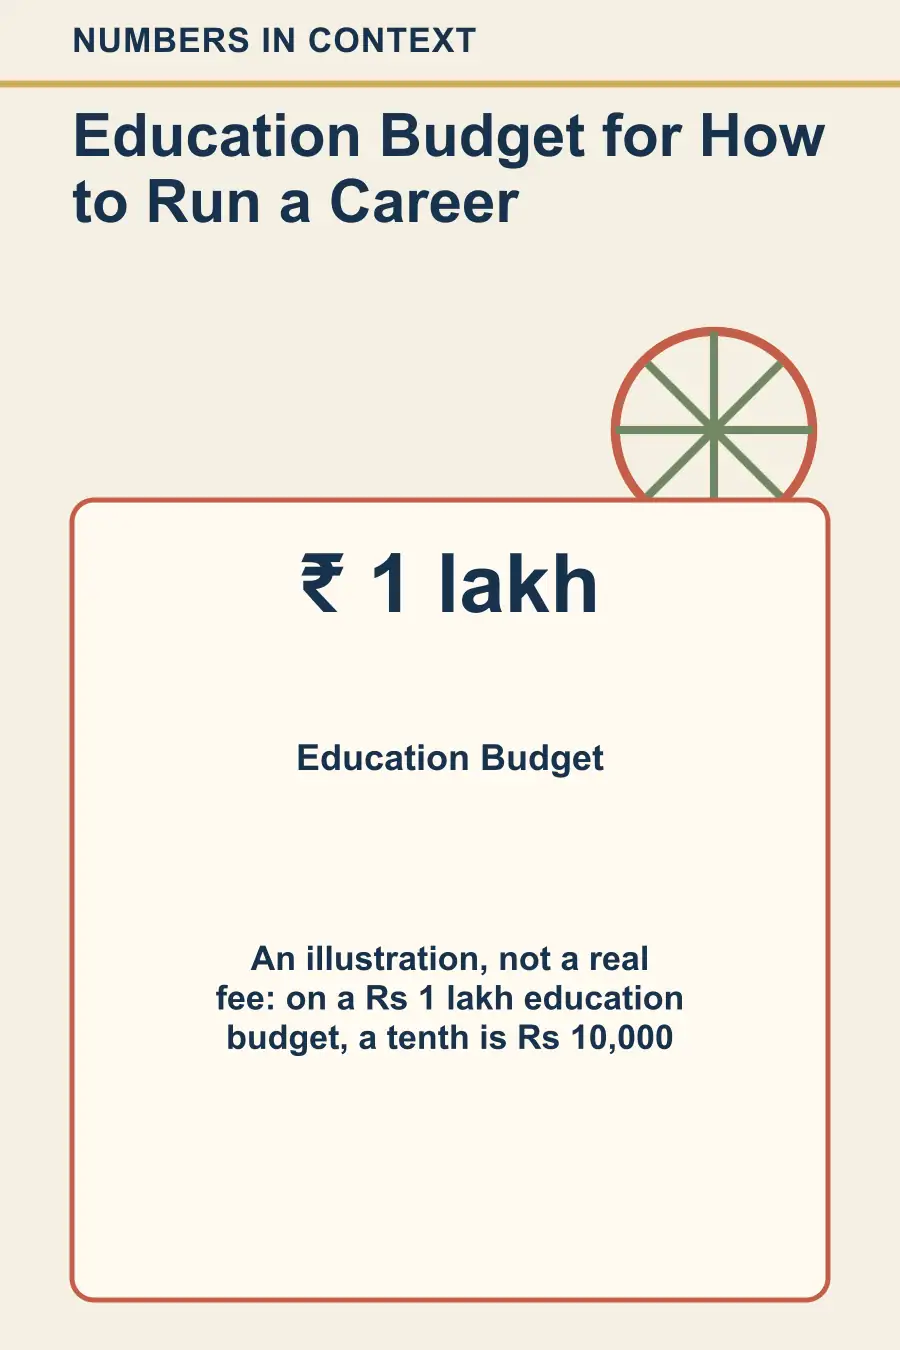 NUMBERS IN CONTEXT
Education Budget for How
to Run a Career
₹ 1 lakh
Education Budget
An illustration, not a real
fee: on a Rs 1 lakh education
budget, a tenth is Rs 10,000